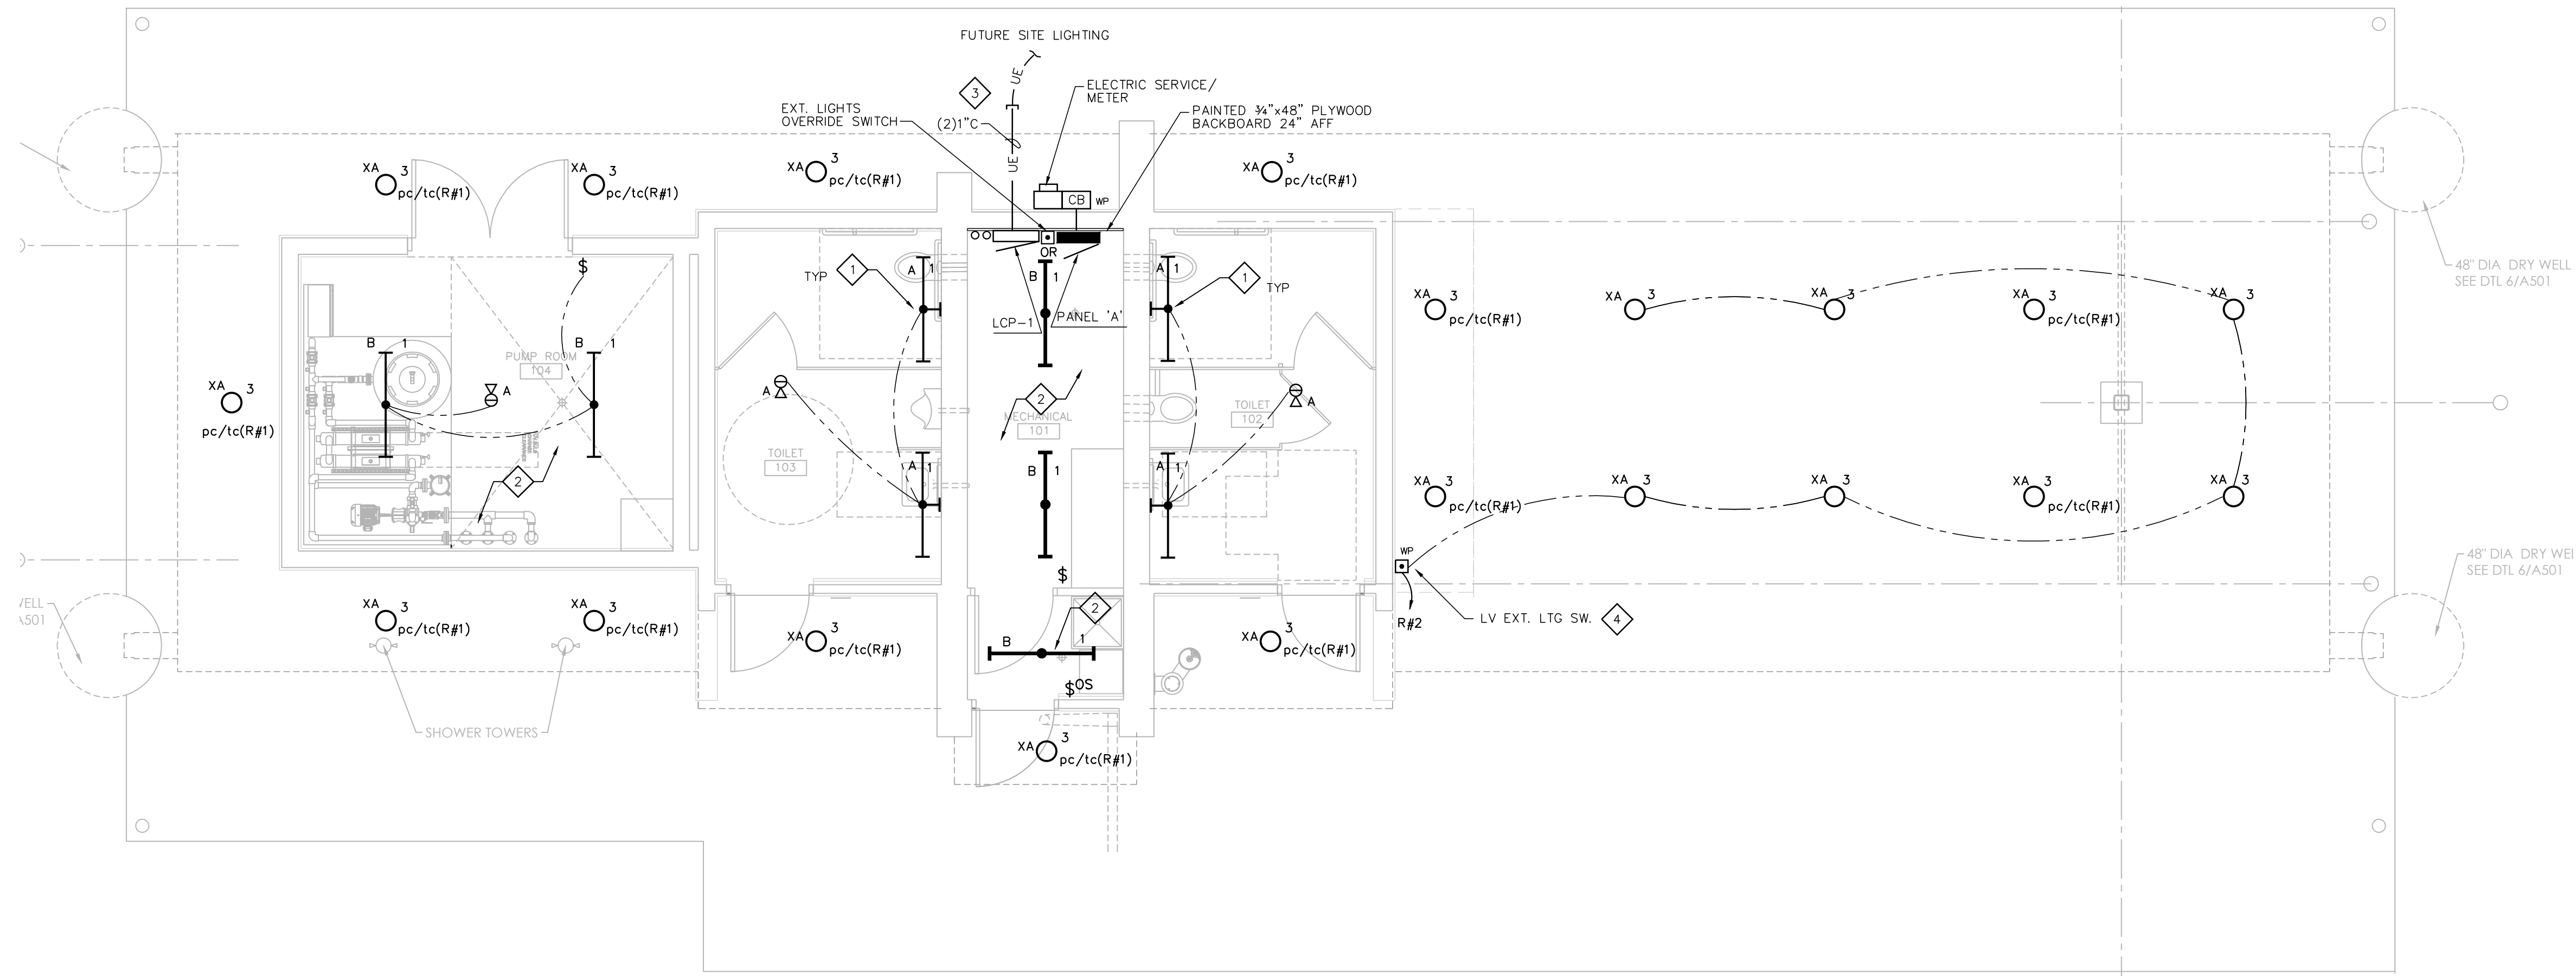 FUTURE SITE LIGHTING
UE
3
ELECTRIC SERVICE/
METER
EXT. LIGHTS
OVERRIDE SWITCH
(2)1"C
PAINTED ¾"x48" PLYWOOD
BACKBOARD 24" AFF
UE
CB WP
XA 3
pc/tc(R#1)
XA 3
pc/tc(R#1)
XA 3
pc/tc(R#1)
XA 3
pc/tc(R#1)
OR
$
TYP 1
A 1
B 1
A 1
1 TYP
48" DIA DRY WELL
SEE DTL 6/A501
LCP-1
PANEL 'A'
XA 3
pc/tc(R#1)
XA 3
XA 3
XA 3
pc/tc(R#1)
XA 3
B 1
B 1
PUMP ROOM
104
A
A
A
2
XA 3
pc/tc(R#1)
MECHANICAL
101
TOILET
102
TOILET
103
2
A 1
B 1
A 1
XA 3
pc/tc(R#1)
XA 3
XA 3
XA 3
pc/tc(R#1)
XA 3
$
WP
48" DIA DRY WEL
SEE DTL 6/A501
ELL
A501
XA 3
pc/tc(R#1)
XA 3
pc/tc(R#1)
XA 3
pc/tc(R#1)
2
B 1
XA 3
pc/tc(R#1)
R#2
LV EXT. LTG SW. 4
$OS
SHOWER TOWERS
XA 3
pc/tc(R#1)